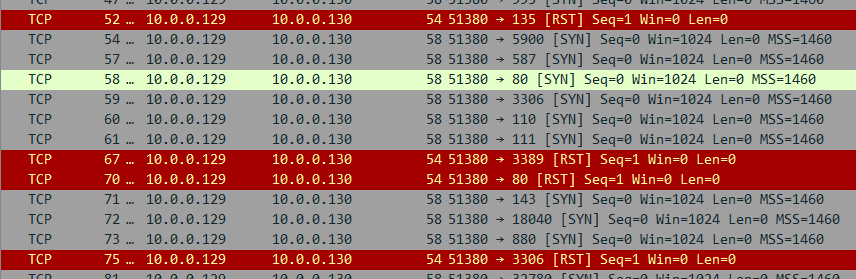 TCP 47 … 10.0.0.129 10.0.0.130 58 51380 → 995 [SYN] Seq=0 Win=1024 Len=0 MSS=1460
TCP 52 … 10.0.0.129 10.0.0.130 54 51380 → 135 [RST] Seq=1 Win=0 Len=0
TCP 54 … 10.0.0.129 10.0.0.130 58 51380 → 5900 [SYN] Seq=0 Win=1024 Len=0 MSS=1460
TCP 57 … 10.0.0.129 10.0.0.130 58 51380 → 587 [SYN] Seq=0 Win=1024 Len=0 MSS=1460
TCP 58 … 10.0.0.129 10.0.0.130 58 51380 → 80 [SYN] Seq=0 Win=1024 Len=0 MSS=1460
TCP 59 … 10.0.0.129 10.0.0.130 58 51380 → 3306 [SYN] Seq=0 Win=1024 Len=0 MSS=1460
TCP 60 … 10.0.0.129 10.0.0.130 58 51380 → 110 [SYN] Seq=0 Win=1024 Len=0 MSS=1460
TCP 61 … 10.0.0.129 10.0.0.130 58 51380 → 111 [SYN] Seq=0 Win=1024 Len=0 MSS=1460
TCP 67 … 10.0.0.129 10.0.0.130 54 51380 → 3389 [RST] Seq=1 Win=0 Len=0
TCP 70 … 10.0.0.129 10.0.0.130 54 51380 → 80 [RST] Seq=1 Win=0 Len=0
TCP 71 … 10.0.0.129 10.0.0.130 58 51380 → 143 [SYN] Seq=0 Win=1024 Len=0 MSS=1460
TCP 72 … 10.0.0.129 10.0.0.130 58 51380 → 18040 [SYN] Seq=0 Win=1024 Len=0 MSS=1460
TCP 73 … 10.0.0.129 10.0.0.130 58 51380 → 880 [SYN] Seq=0 Win=1024 Len=0 MSS=1460
TCP 75 … 10.0.0.129 10.0.0.130 54 51380 → 3306 [RST] Seq=1 Win=0 Len=0
TCP 81 … 10.0.0.129 10.0.0.130 58 51380 → 32780 [SYN] Seq=0 Win=1024 Len=0 MSS=1460